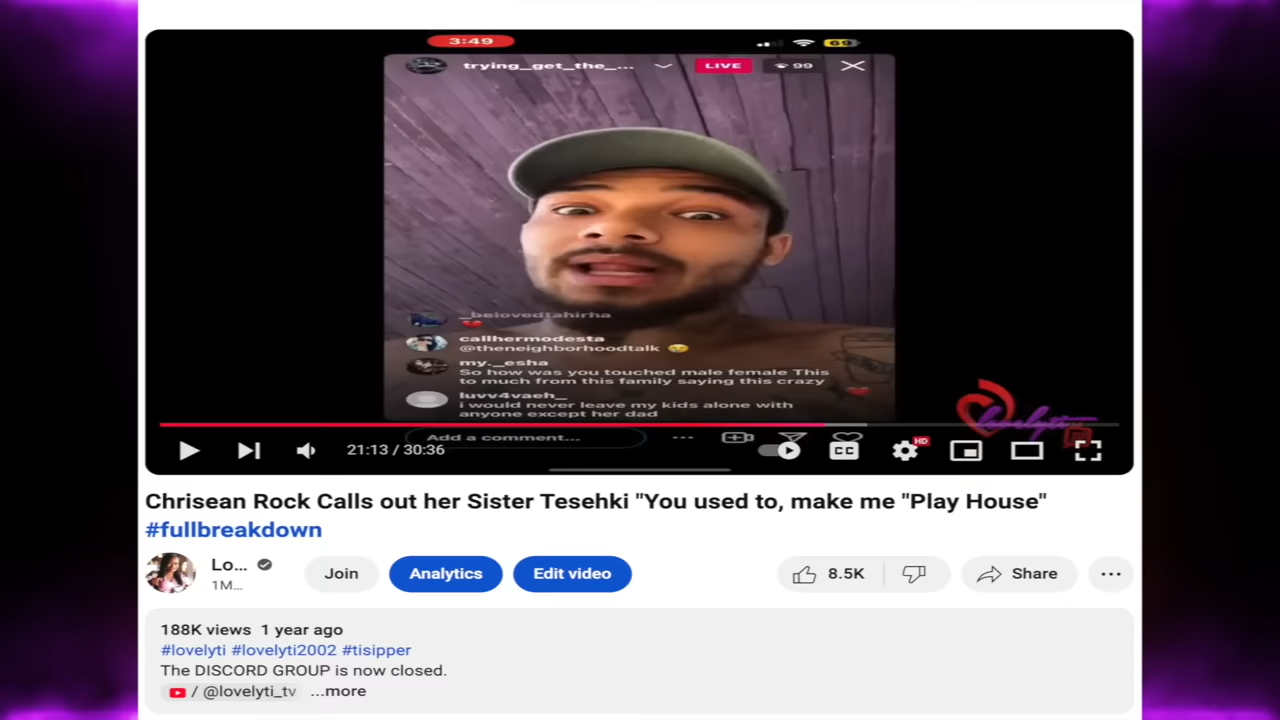 3:49
69
trying_get_the_...
LIVE
99
_belovedtahirha
callhermodesta
@theneighborhoodtalk
my._esha
So how was you touched male female This
to much from this family saying this crazy
luvv4vaeh_
i would never leave my kids alone with
anyone except her dad
Add a comment...
lovelyti
21:13 / 30:36
CC
HD
Chrisean Rock Calls out her Sister Tesehki "You used to, make me "Play House"
#fullbreakdown
Lo...
1M...
Join
Analytics
Edit video
8.5K
Share
188K views 1 year ago
#lovelyti #lovelyti2002 #tisipper
The DISCORD GROUP is now closed.
/ @lovelyti_tv ...more